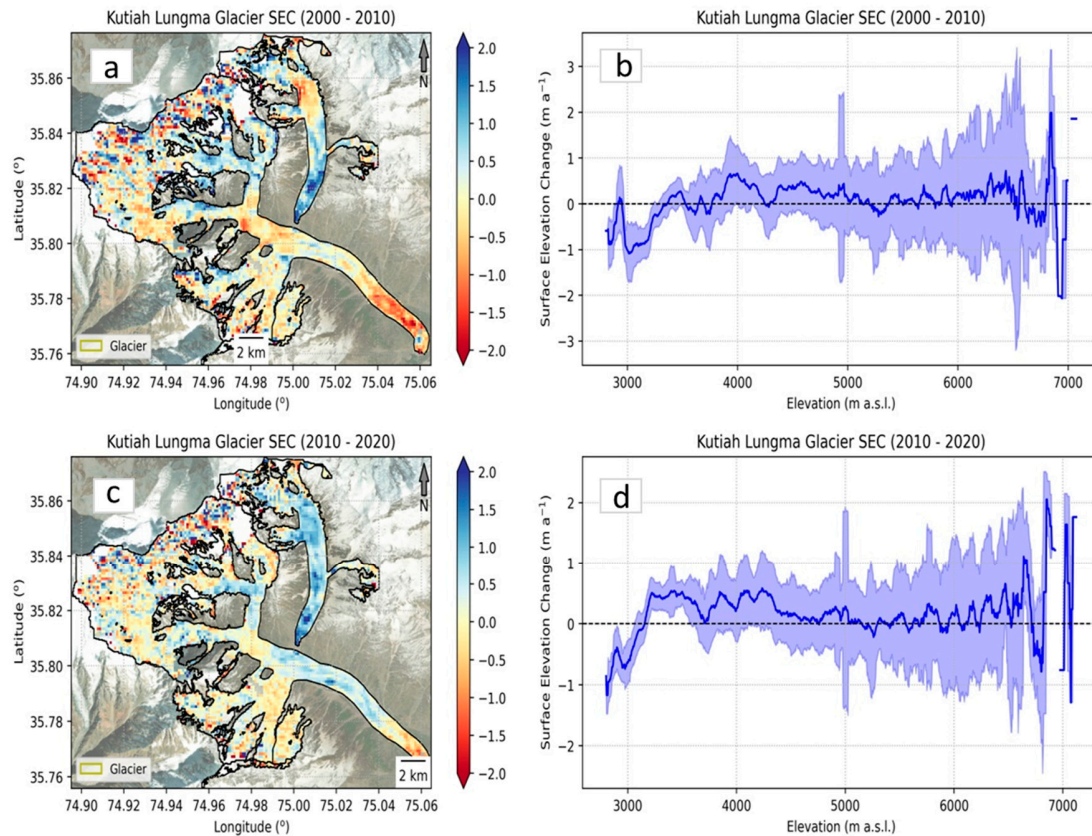 Kutiah Lungma Glacier SEC (2000 - 2010)
a
N
35.86
35.84
35.82
35.80
35.78
35.76
Glacier
2 km
74.90 74.92 74.94 74.96 74.98 75.00 75.02 75.04 75.06
Latitude (°)
Longitude (°)
2.0
1.5
1.0
0.5
0.0
−0.5
−1.0
−1.5
−2.0
Kutiah Lungma Glacier SEC (2000 - 2010)
b
3
2
1
0
−1
−2
−3
3000 4000 5000 6000 7000
Surface Elevation Change (m a⁻¹)
Elevation (m a.s.l.)
Kutiah Lungma Glacier SEC (2010 - 2020)
c
N
35.86
35.84
35.82
35.80
35.78
35.76
Glacier
2 km
74.90 74.92 74.94 74.96 74.98 75.00 75.02 75.04 75.06
Latitude (°)
Longitude (°)
2.0
1.5
1.0
0.5
0.0
−0.5
−1.0
−1.5
−2.0
Kutiah Lungma Glacier SEC (2010 - 2020)
d
2
1
0
−1
−2
3000 4000 5000 6000 7000
Surface Elevation Change (m a⁻¹)
Elevation (m a.s.l.)